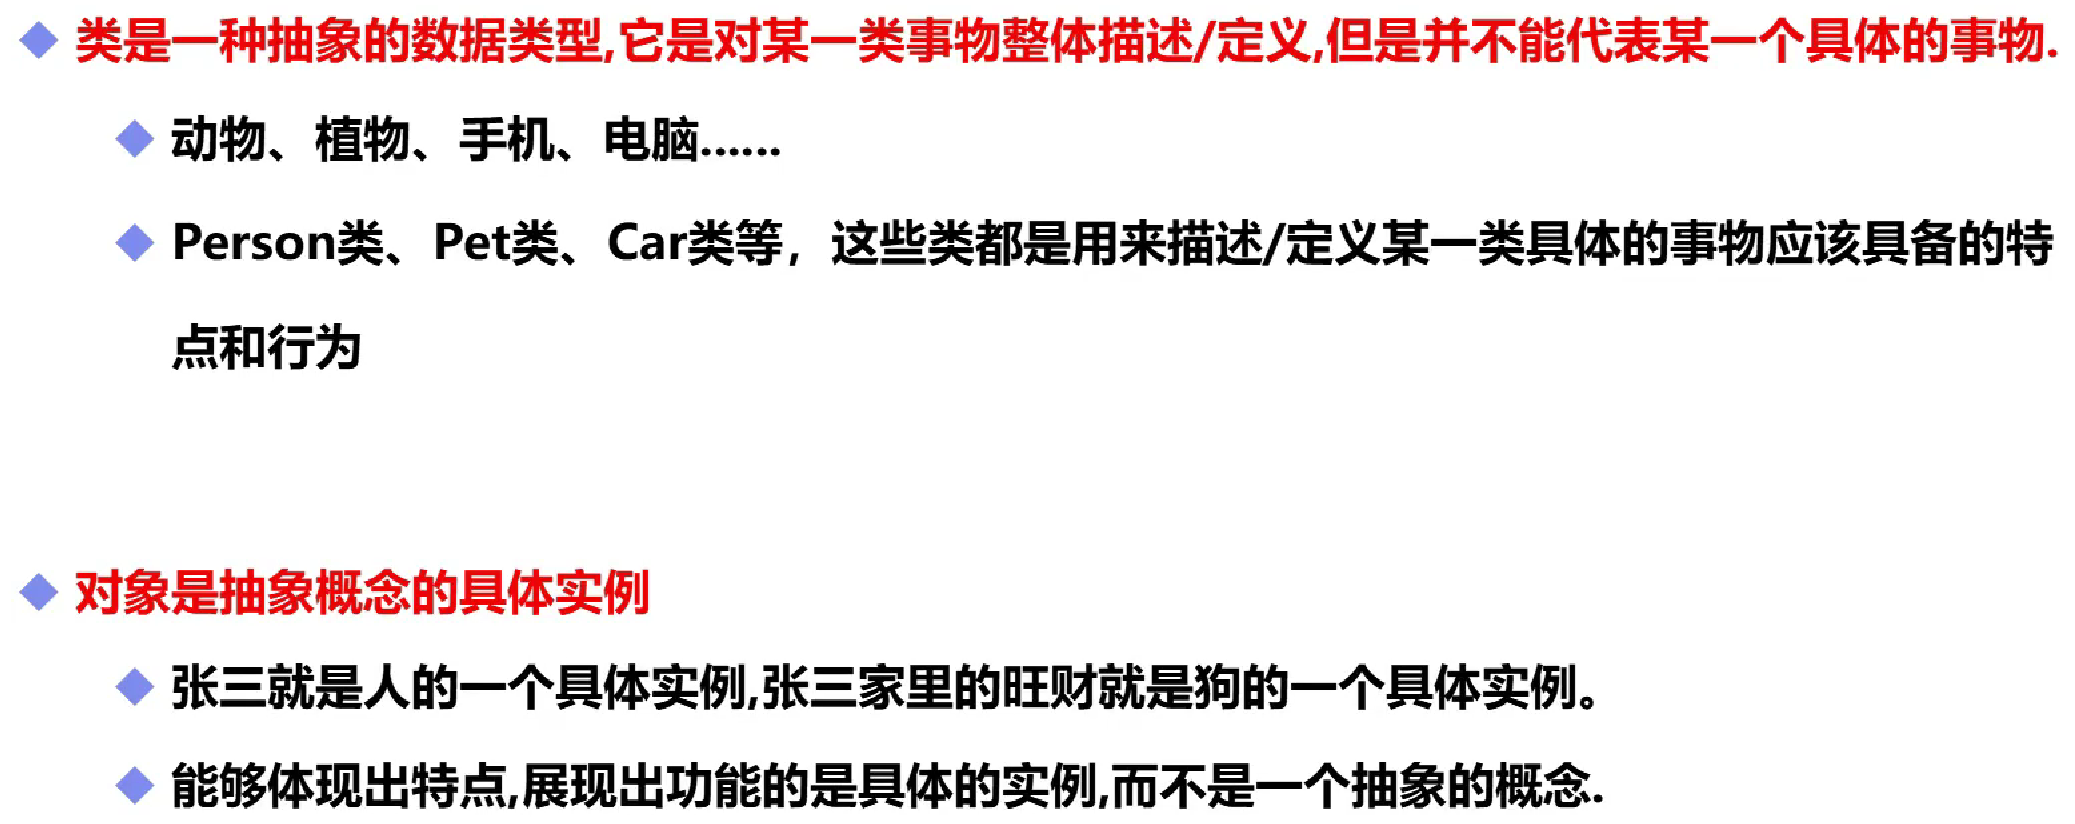 类是一种抽象的数据类型,它是对某一类事物整体描述/定义,但是并不能代表某一个具体的事物.
动物、植物、手机、电脑......
Person类、Pet类、Car类等，这些类都是用来描述/定义某一类具体的事物应该具备的特
点和行为
对象是抽象概念的具体实例
张三就是人的一个具体实例,张三家里的旺财就是狗的一个具体实例。
能够体现出特点,展现出功能的是具体的实例,而不是一个抽象的概念.